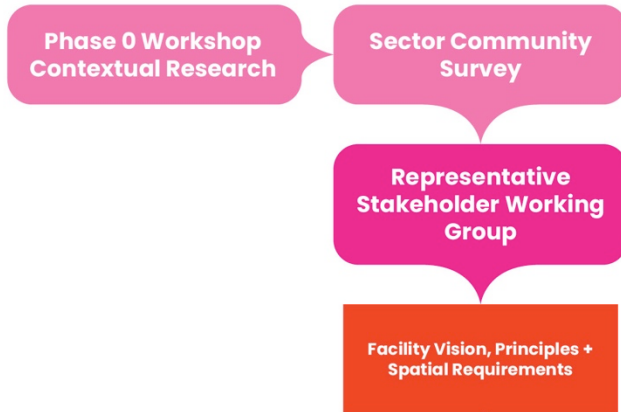 Phase 0 Workshop
Contextual Research
Sector Community
Survey
Representative
Stakeholder Working
Group
Facility Vision, Principles +
Spatial Requirements